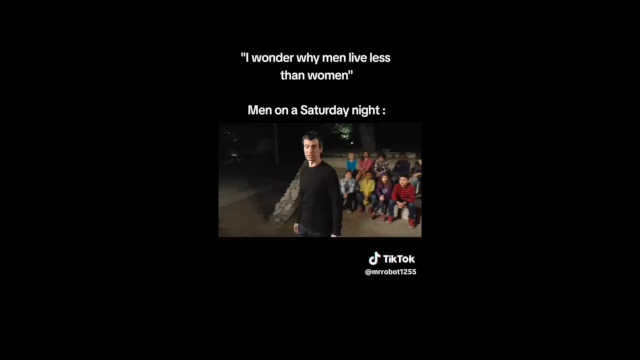 "I wonder why men live less
than women"
Men on a Saturday night :
TikTok
@mrrobot1255